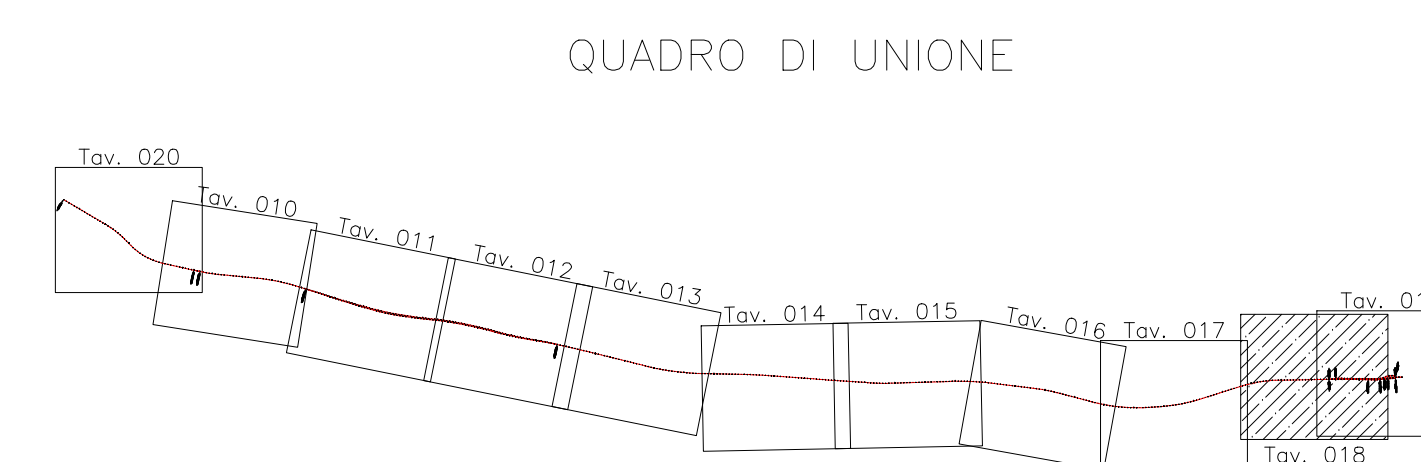 QUADRO DI UNIONE
Tav. 020
Tav. 010
Tav. 011
Tav. 012
Tav. 013
Tav. 014
Tav. 015
Tav. 016
Tav. 017
Tav.
Tav. 018